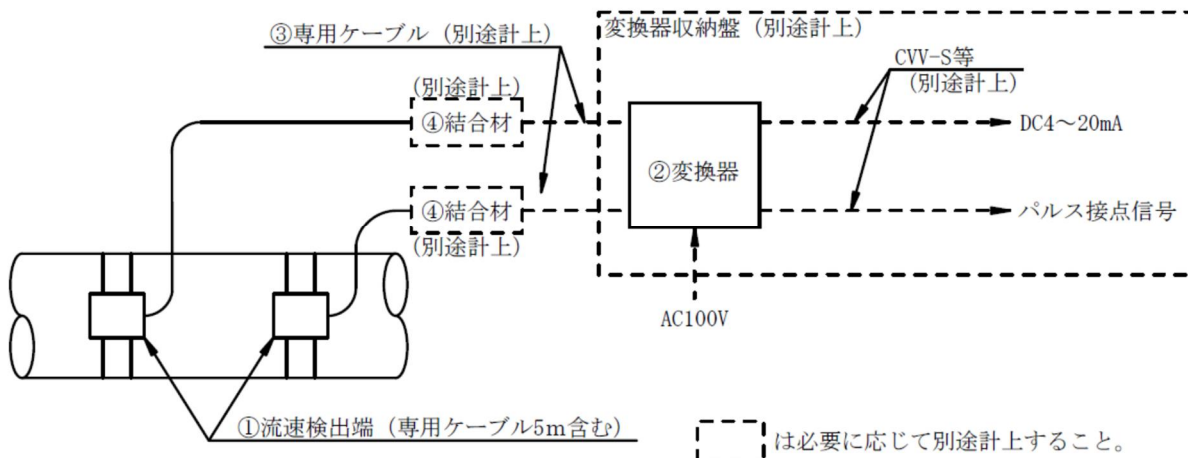 ③専用ケーブル (別途計上)
変換器収納盤 (別途計上)
CVV-S等
(別途計上)
(別途計上)
④結合材
DC4～20mA
②変換器
④結合材
(別途計上)
パルス接点信号
AC100V
①流速検出端 (専用ケーブル5m含む)
は必要に応じて別途計上すること。